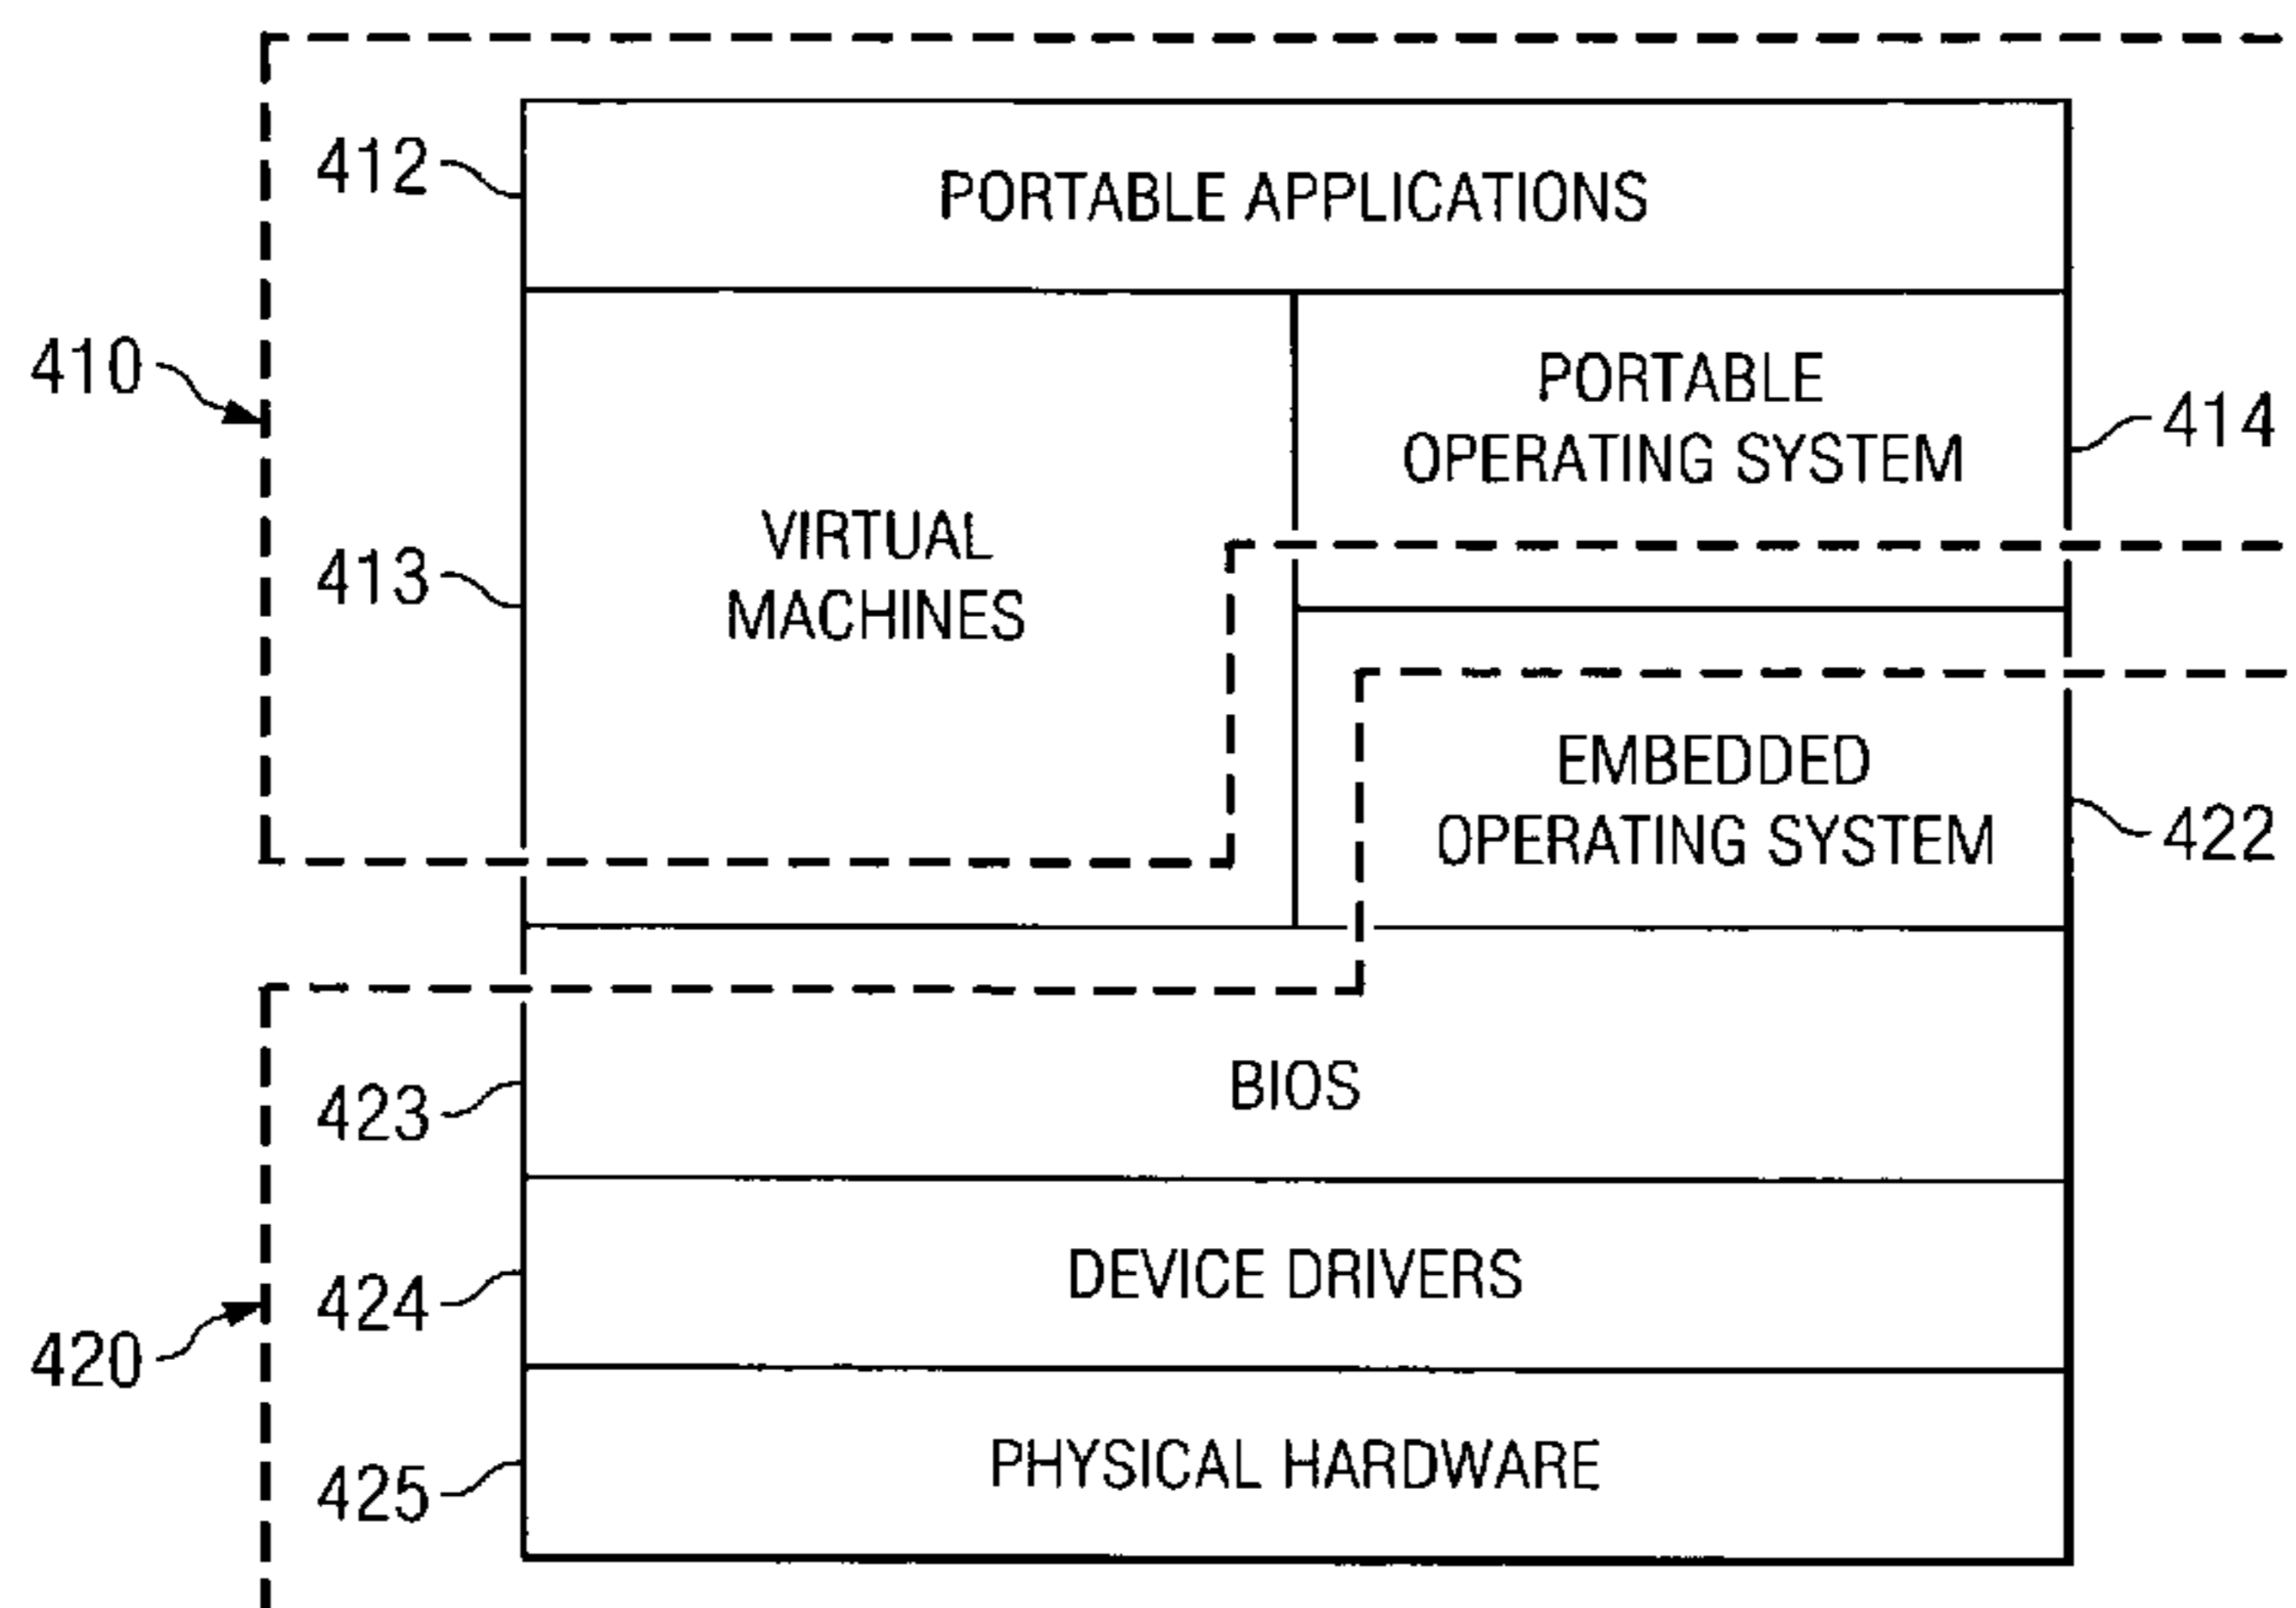 412
PORTABLE APPLICATIONS
410
PORTABLE
OPERATING SYSTEM
414
413
VIRTUAL
MACHINES
EMBEDDED
OPERATING SYSTEM
422
423
BIOS
424
DEVICE DRIVERS
420
425
PHYSICAL HARDWARE